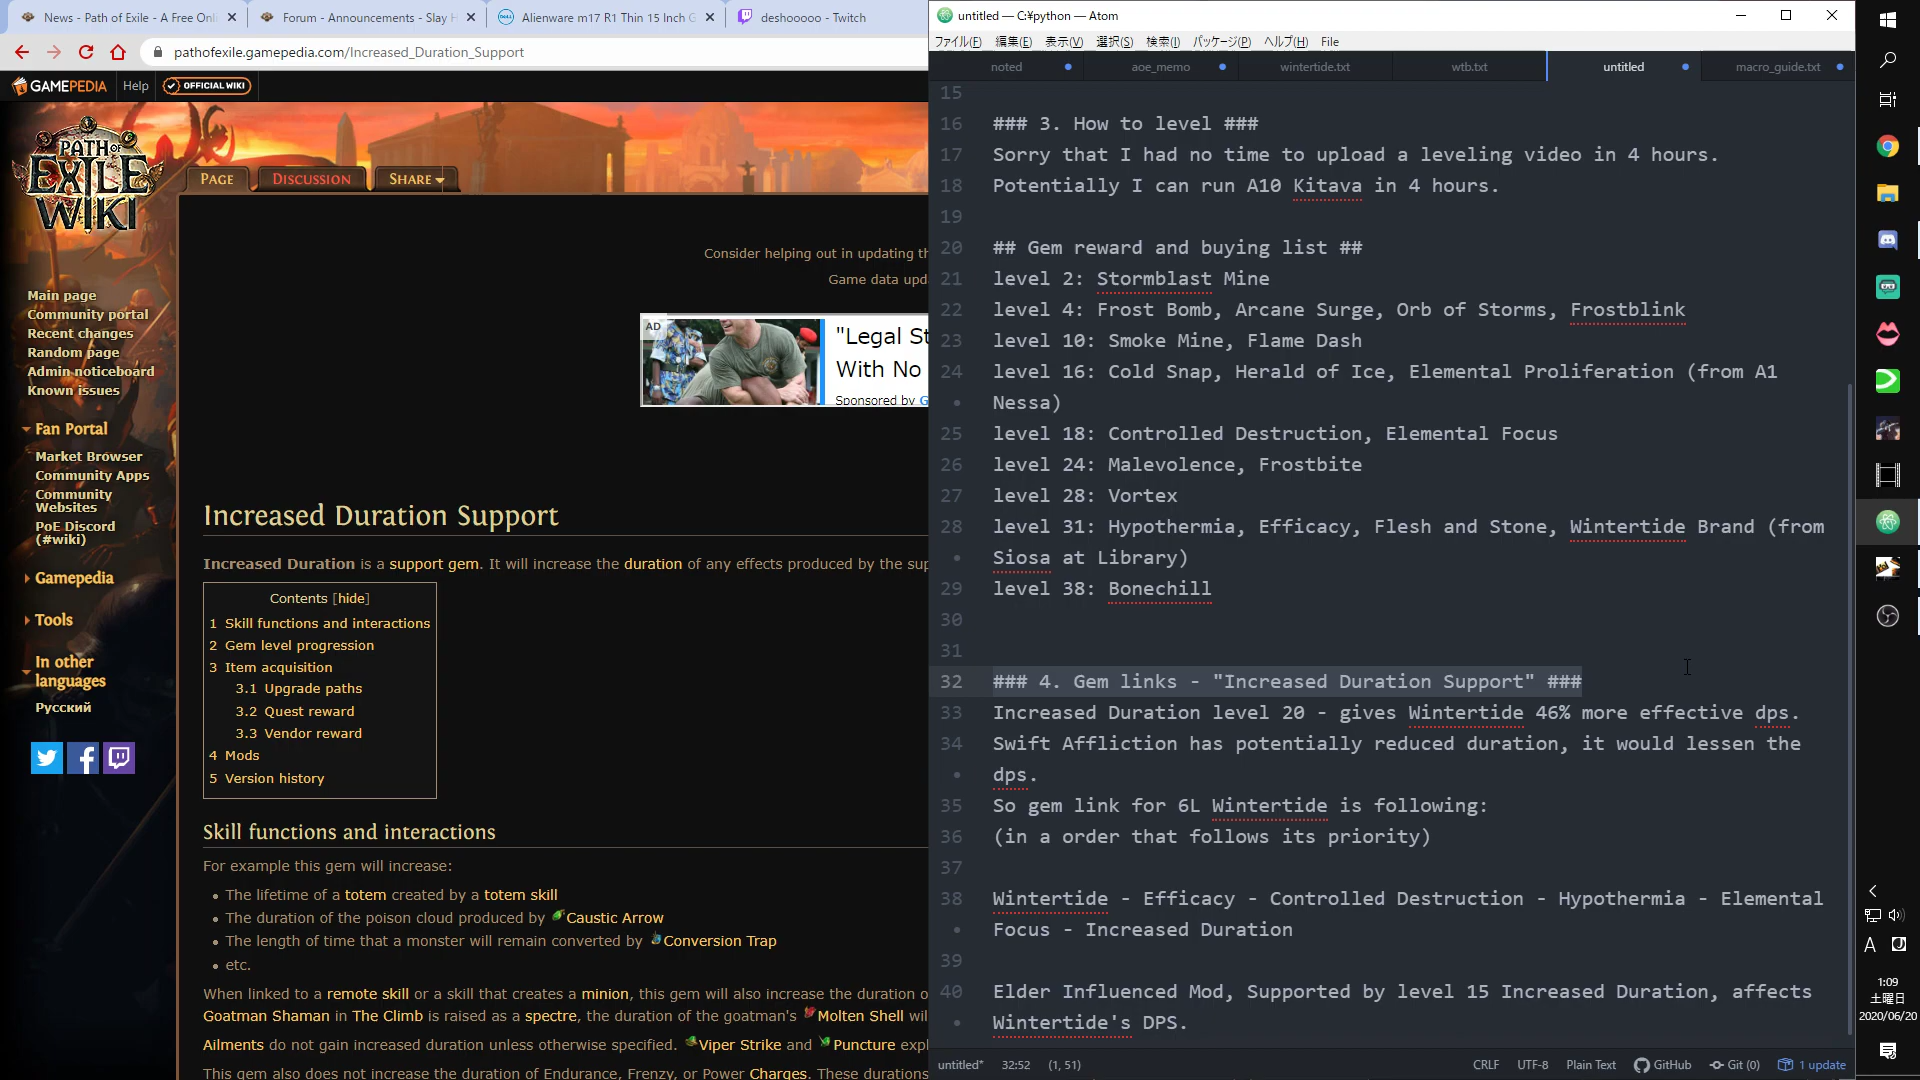 News - Path of Exile - A Free Onli
Forum - Announcements - Slay H
Alienware m17 R1 Thin 15 Inch G
deshooooo - Twitch
pathofexile.gamepedia.com/Increased_Duration_Support
GAMEPEDIA
Help
OFFICIAL WIKI
PATH OF
EXILE
WIKI
PAGE
DISCUSSION
SHARE
Main page
Community portal
Recent changes
Random page
Admin noticeboard
Known issues
Fan Portal
Market Browser
Community Apps
Community
Websites
PoE Discord
(#wiki)
Gamepedia
Tools
In other
languages
Русский
Consider helping out in updating th
Game data upd
AD
"Legal St
With No
Sponsored by G
Increased Duration Support
Increased Duration is a support gem. It will increase the duration of any effects produced by the sup
Contents [hide]
1 Skill functions and interactions
2 Gem level progression
3 Item acquisition
3.1 Upgrade paths
3.2 Quest reward
3.3 Vendor reward
4 Mods
5 Version history
Skill functions and interactions
For example this gem will increase:
The lifetime of a totem created by a totem skill
The duration of the poison cloud produced by Caustic Arrow
The length of time that a monster will remain converted by Conversion Trap
etc.
When linked to a remote skill or a skill that creates a minion, this gem will also increase the duration o
Goatman Shaman in The Climb is raised as a spectre, the duration of the goatman's Molten Shell wil
Ailments do not gain increased duration unless otherwise specified. Viper Strike and Puncture expl
This gem also does not increase the duration of Endurance, Frenzy, or Power Charges. These durations
untitled — C:¥python — Atom
ファイル(F) 編集(E) 表示(V) 選択(S) 検索(I) パッケージ(P) ヘルプ(H) File
noted
aoe_memo
wintertide.txt
wtb.txt
untitled
macro_guide.txt
15
16 ### 3. How to level ###
17 Sorry that I had no time to upload a leveling video in 4 hours.
18 Potentially I can run A10 Kitava in 4 hours.
19
20 ## Gem reward and buying list ##
21 level 2: Stormblast Mine
22 level 4: Frost Bomb, Arcane Surge, Orb of Storms, Frostblink
23 level 10: Smoke Mine, Flame Dash
24 level 16: Cold Snap, Herald of Ice, Elemental Proliferation (from A1
• Nessa)
25 level 18: Controlled Destruction, Elemental Focus
26 level 24: Malevolence, Frostbite
27 level 28: Vortex
28 level 31: Hypothermia, Efficacy, Flesh and Stone, Wintertide Brand (from
• Siosa at Library)
29 level 38: Bonechill
30
31
32 ### 4. Gem links - "Increased Duration Support" ###
33 Increased Duration level 20 - gives Wintertide 46% more effective dps.
34 Swift Affliction has potentially reduced duration, it would lessen the
• dps.
35 So gem link for 6L Wintertide is following:
36 (in a order that follows its priority)
37
38 Wintertide - Efficacy - Controlled Destruction - Hypothermia - Elemental
• Focus - Increased Duration
39
40 Elder Influenced Mod, Supported by level 15 Increased Duration, affects
• Wintertide's DPS.
untitled* 32:52 (1, 51)
CRLF UTF-8 Plain Text GitHub Git (0) 1 update
A
1:09
土曜日
2020/06/20